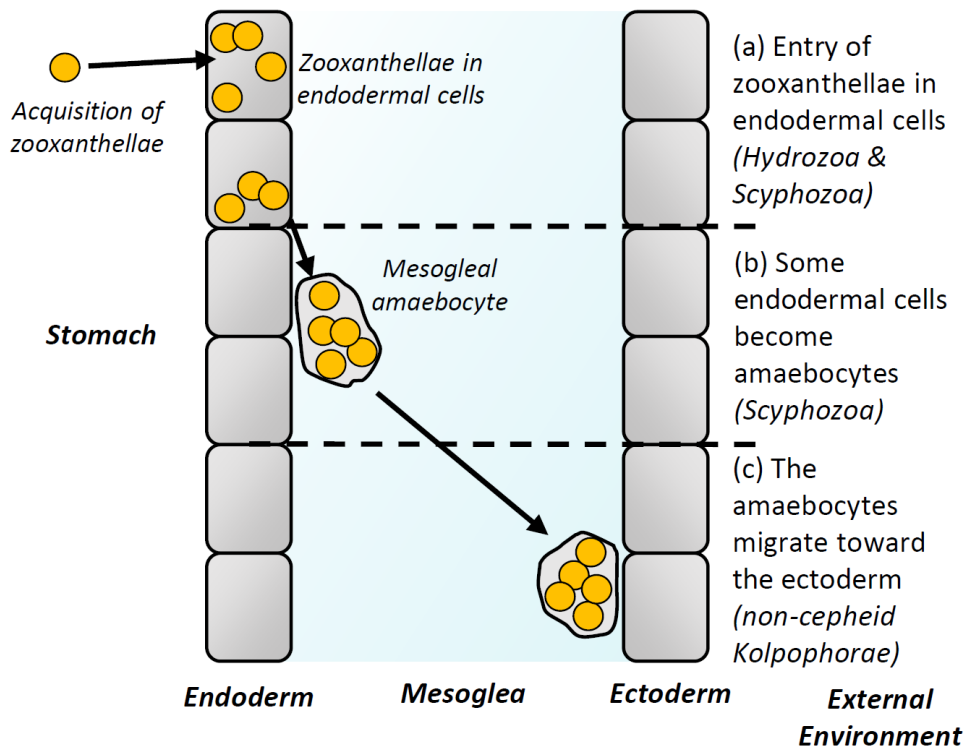 Acquisition of
zooxanthellae
Zooxanthellae in
endodermal cells
(a) Entry of
zooxanthellae in
endodermal cells
(Hydrozoa &
Scyphozoa)
Mesogleal
amaebocyte
(b) Some
endodermal cells
become
amaebocytes
(Scyphozoa)
Stomach
(c) The
amaebocytes
migrate toward
the ectoderm
(non-cepheid
Kolpophorae)
Endoderm
Mesoglea
Ectoderm
External
Environment